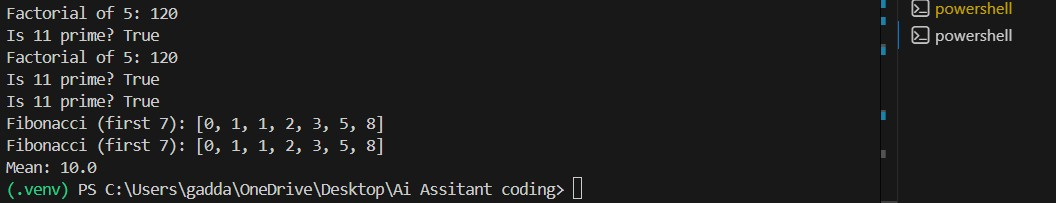 Factorial of 5: 120
Is 11 prime? True
Factorial of 5: 120
Is 11 prime? True
Is 11 prime? True
Fibonacci (first 7): [0, 1, 1, 2, 3, 5, 8]
Fibonacci (first 7): [0, 1, 1, 2, 3, 5, 8]
Mean: 10.0
(.venv) PS C:\Users\gadda\OneDrive\Desktop\Ai Assitant coding>
powershell
powershell